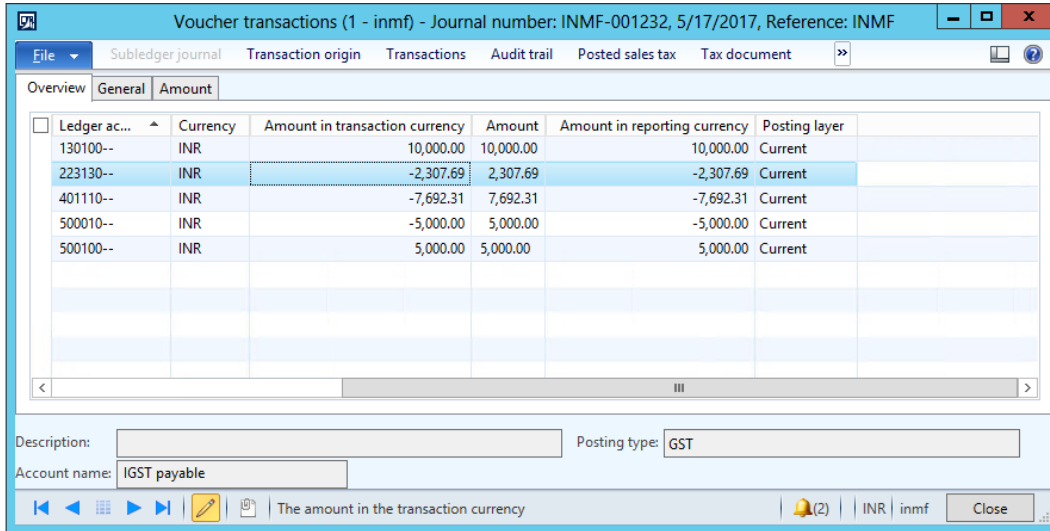 Voucher transactions (1 - inmf) - Journal number: INMF-001232, 5/17/2017, Reference: INMF
File Subledger journal Transaction origin Transactions Audit trail Posted sales tax Tax document »
Overview General Amount
Ledger ac... Currency Amount in transaction currency Amount Amount in reporting currency Posting layer
130100-- INR 10,000.00 10,000.00 10,000.00 Current
223130-- INR -2,307.69 2,307.69 -2,307.69 Current
401110-- INR -7,692.31 7,692.31 -7,692.31 Current
500010-- INR -5,000.00 5,000.00 -5,000.00 Current
500100-- INR 5,000.00 5,000.00 5,000.00 Current
Description: Posting type: GST
Account name: IGST payable
The amount in the transaction currency (2) INR inmf Close